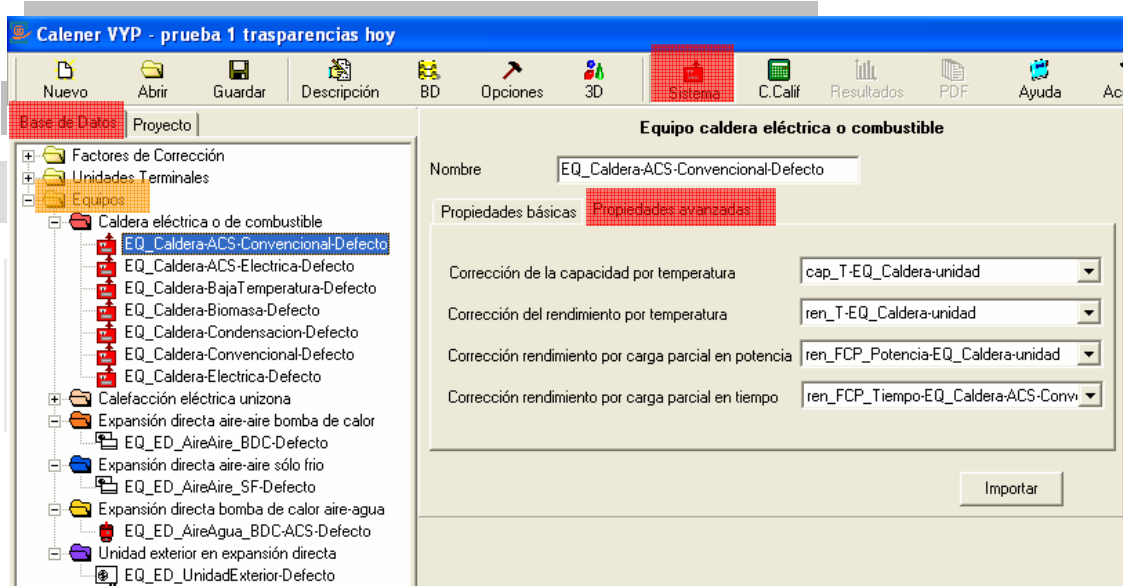 Calener VYP - prueba 1 trasparencias hoy
Nuevo Abrir Guardar Descripción BD Opciones 3D Sistema C.Calif Resultados PDF Ayuda Ac
Base de Datos Proyecto
Factores de Corrección
Unidades Terminales
Equipos
Caldera eléctrica o de combustible
EQ_Caldera-ACS-Convencional-Defecto
EQ_Caldera-ACS-Electrica-Defecto
EQ_Caldera-BajaTemperatura-Defecto
EQ_Caldera-Biomasa-Defecto
EQ_Caldera-Condensacion-Defecto
EQ_Caldera-Convencional-Defecto
EQ_Caldera-Electrica-Defecto
Calefacción eléctrica unizona
Expansión directa aire-aire bomba de calor
EQ_ED_AireAire_BDC-Defecto
Expansión directa aire-aire sólo frio
EQ_ED_AireAire_SF-Defecto
Expansión directa bomba de calor aire-agua
EQ_ED_AireAgua_BDC-ACS-Defecto
Unidad exterior en expansión directa
EQ_ED_UnidadExterior-Defecto
Equipo caldera eléctrica o combustible
Nombre EQ_Caldera-ACS-Convencional-Defecto
Propiedades básicas Propiedades avanzadas
Corrección de la capacidad por temperatura cap_T-EQ_Caldera-unidad
Corrección del rendimiento por temperatura ren_T-EQ_Caldera-unidad
Corrección rendimiento por carga parcial en potencia ren_FCP_Potencia-EQ_Caldera-unidad
Corrección rendimiento por carga parcial en tiempo ren_FCP_Tiempo-EQ_Caldera-ACS-Conv
Importar